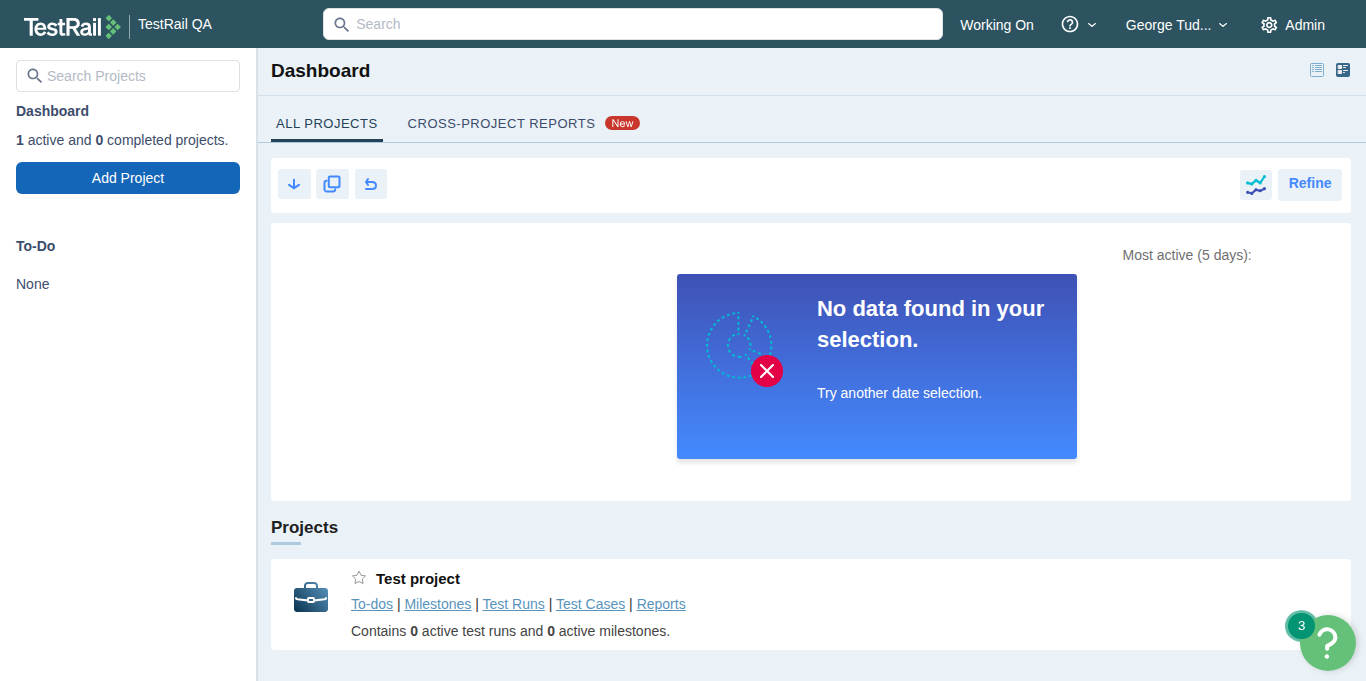 TestRail
TestRail QA
Search
Working On
George Tud...
Admin
Search Projects
Dashboard
1 active and 0 completed projects.
Add Project
To-Do
None
Dashboard
ALL PROJECTS
CROSS-PROJECT REPORTS New
Refine
Most active (5 days):
No data found in your
selection.
Try another date selection.
Projects
Test project
To-dos | Milestones | Test Runs | Test Cases | Reports
Contains 0 active test runs and 0 active milestones.
3